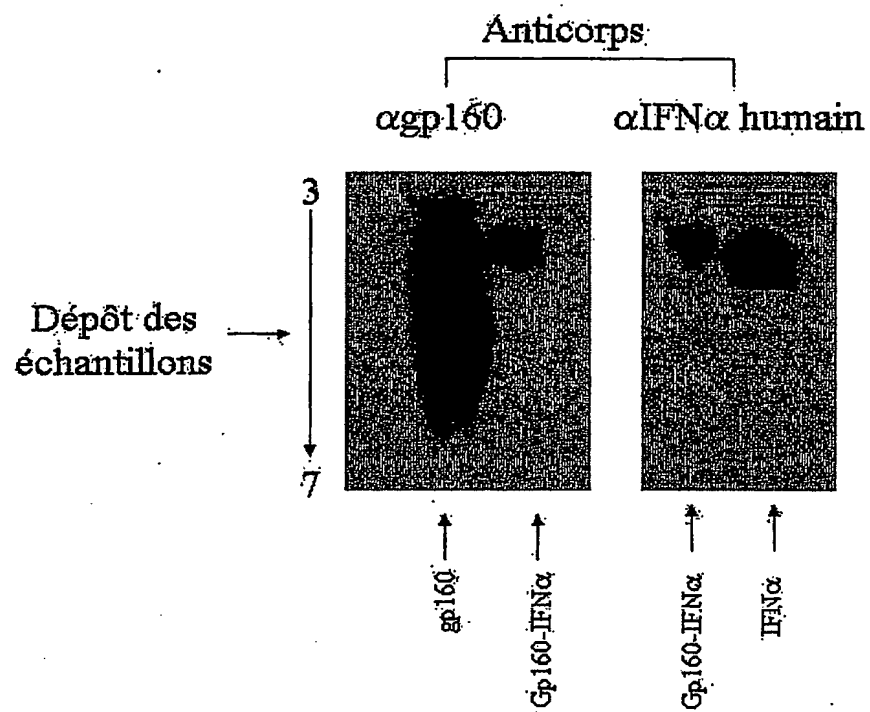 Anticorps
αgp160
αIFNα humain
3
Dépôt des
échantillons
7
gp160
Gp160-IFNα
Gp160-IFNα
IFNα